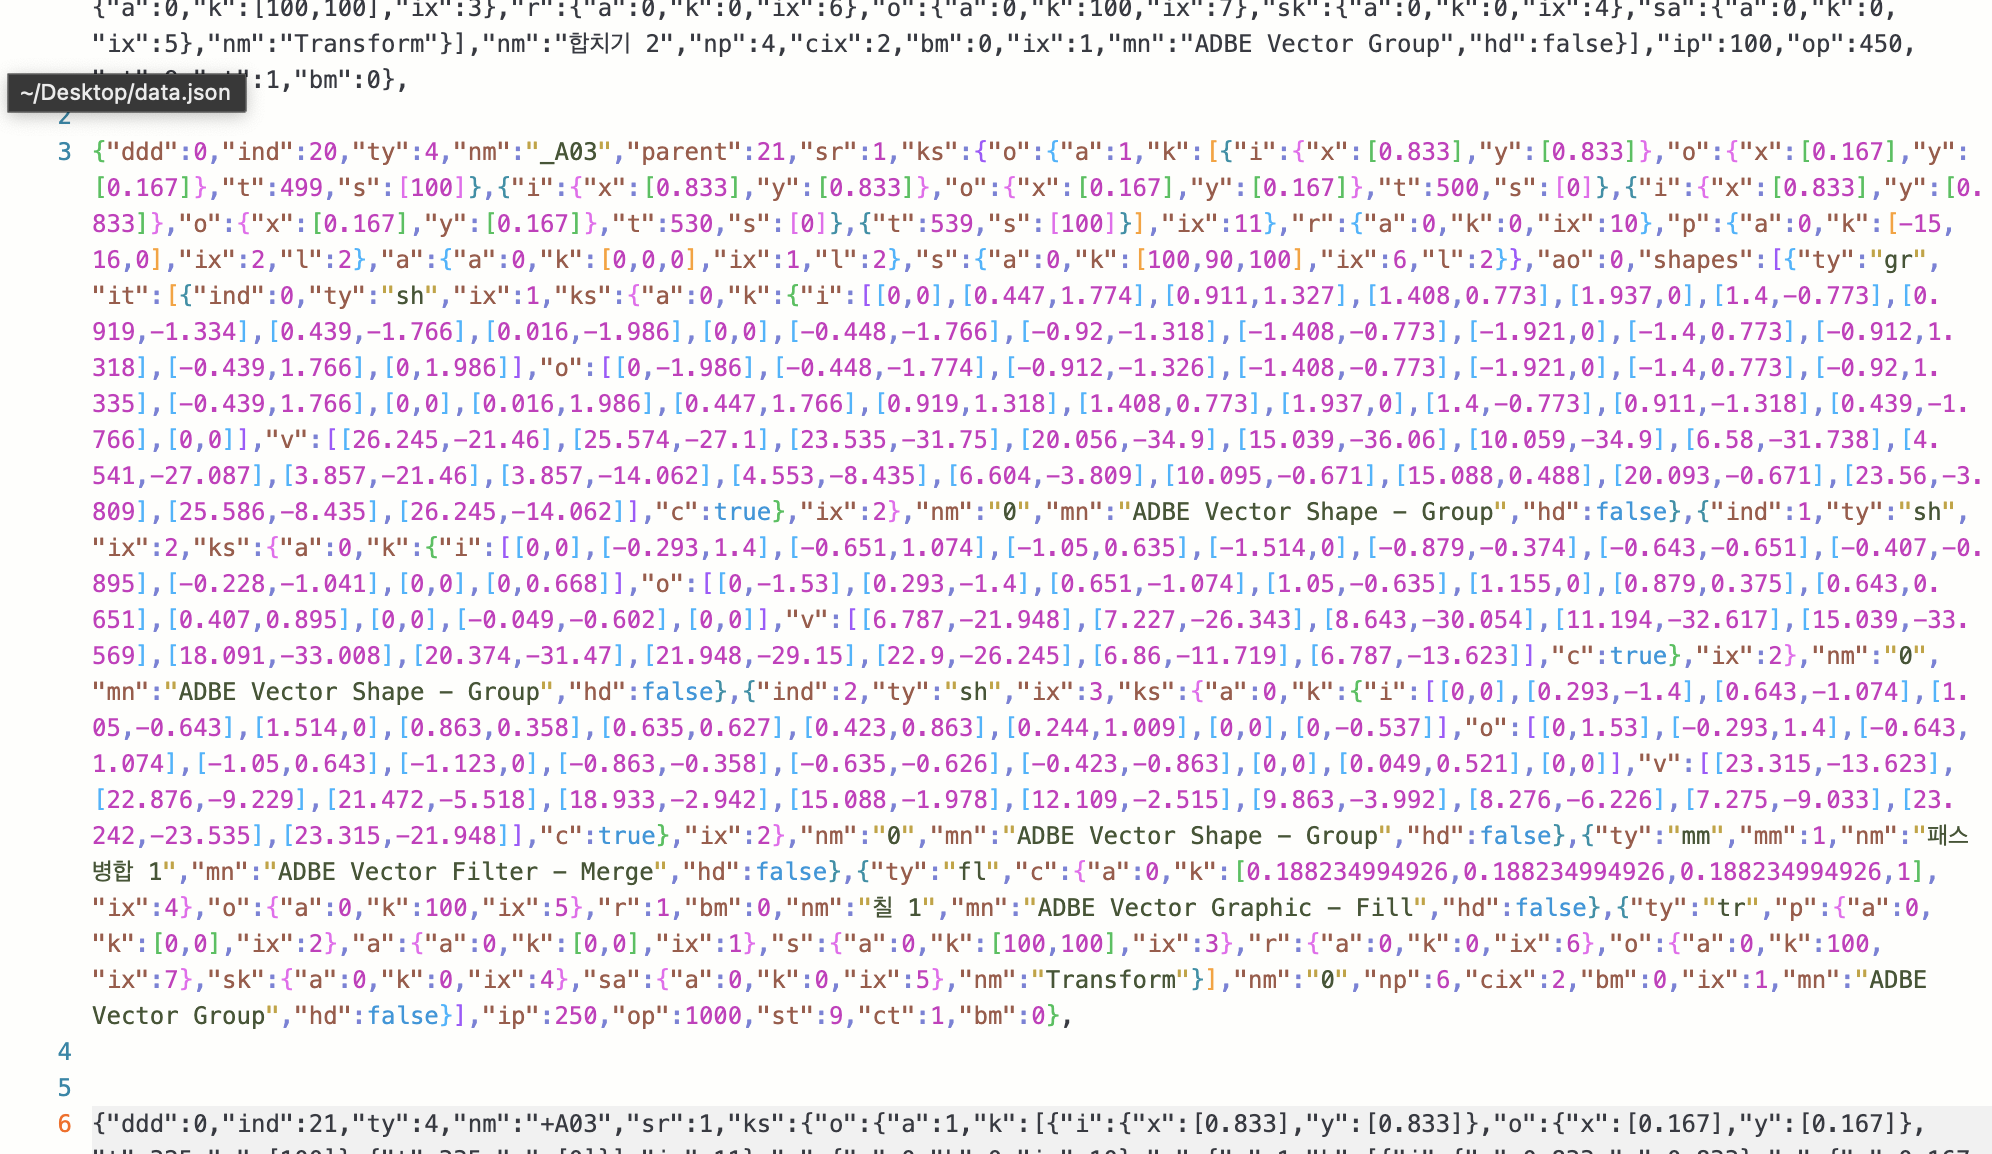 {"a":0,"k":[100,100],"ix":3},"r":{"a":0,"k":0,"ix":6},"o":{"a":0,"k":100,"ix":7},"sk":{"a":0,"k":0,"ix":4},"sa":{"a":0,"k":0,
"ix":5},"nm":"Transform"}],"nm":"합치기 2","np":4,"cix":2,"bm":0,"ix":1,"mn":"ADBE Vector Group","hd":false}],"ip":100,"op":450,
:1,"bm":0},
~/Desktop/data.json
2
3 {"ddd":0,"ind":20,"ty":4,"nm":"_A03","parent":21,"sr":1,"ks":{"o":{"a":1,"k":[{"i":{"x":[0.833],"y":[0.833]},"o":{"x":[0.167],"y":
[0.167]},"t":499,"s":[100]},{"i":{"x":[0.833],"y":[0.833]},"o":{"x":[0.167],"y":[0.167]},"t":500,"s":[0]},{"i":{"x":[0.833],"y":[0.
833]},"o":{"x":[0.167],"y":[0.167]},"t":530,"s":[0]},{"t":539,"s":[100]}],"ix":11},"r":{"a":0,"k":0,"ix":10},"p":{"a":0,"k":[-15,
16,0],"ix":2,"l":2},"a":{"a":0,"k":[0,0,0],"ix":1,"l":2},"s":{"a":0,"k":[100,90,100],"ix":6,"l":2}},"ao":0,"shapes":[{"ty":"gr",
"it":[{"ind":0,"ty":"sh","ix":1,"ks":{"a":0,"k":{"i":[[0,0],[0.447,1.774],[0.911,1.327],[1.408,0.773],[1.937,0],[1.4,-0.773],[0.
919,-1.334],[0.439,-1.766],[0.016,-1.986],[0,0],[-0.448,-1.766],[-0.92,-1.318],[-1.408,-0.773],[-1.921,0],[-1.4,0.773],[-0.912,1.
318],[-0.439,1.766],[0,1.986]],"o":[[0,-1.986],[-0.448,-1.774],[-0.912,-1.326],[-1.408,-0.773],[-1.921,0],[-1.4,0.773],[-0.92,1.
335],[-0.439,1.766],[0,0],[0.016,1.986],[0.447,1.766],[0.919,1.318],[1.408,0.773],[1.937,0],[1.4,-0.773],[0.911,-1.318],[0.439,-1.
766],[0,0]],"v":[[26.245,-21.46],[25.574,-27.1],[23.535,-31.75],[20.056,-34.9],[15.039,-36.06],[10.059,-34.9],[6.58,-31.738],[4.
541,-27.087],[3.857,-21.46],[3.857,-14.062],[4.553,-8.435],[6.604,-3.809],[10.095,-0.671],[15.088,0.488],[20.093,-0.671],[23.56,-3.
809],[25.586,-8.435],[26.245,-14.062]],"c":true},"ix":2},"nm":"0","mn":"ADBE Vector Shape - Group","hd":false},{"ind":1,"ty":"sh",
"ix":2,"ks":{"a":0,"k":{"i":[[0,0],[-0.293,1.4],[-0.651,1.074],[-1.05,0.635],[-1.514,0],[-0.879,-0.374],[-0.643,-0.651],[-0.407,-0.
895],[-0.228,-1.041],[0,0],[0,0.668]],"o":[[0,-1.53],[0.293,-1.4],[0.651,-1.074],[1.05,-0.635],[1.155,0],[0.879,0.375],[0.643,0.
651],[0.407,0.895],[0,0],[-0.049,-0.602],[0,0]],"v":[[6.787,-21.948],[7.227,-26.343],[8.643,-30.054],[11.194,-32.617],[15.039,-33.
569],[18.091,-33.008],[20.374,-31.47],[21.948,-29.15],[22.9,-26.245],[6.86,-11.719],[6.787,-13.623]],"c":true},"ix":2},"nm":"0",
"mn":"ADBE Vector Shape - Group","hd":false},{"ind":2,"ty":"sh","ix":3,"ks":{"a":0,"k":{"i":[[0,0],[0.293,-1.4],[0.643,-1.074],[1.
05,-0.643],[1.514,0],[0.863,0.358],[0.635,0.627],[0.423,0.863],[0.244,1.009],[0,0],[0,-0.537]],"o":[[0,1.53],[-0.293,1.4],[-0.643,
1.074],[-1.05,0.643],[-1.123,0],[-0.863,-0.358],[-0.635,-0.626],[-0.423,-0.863],[0,0],[0.049,0.521],[0,0]],"v":[[23.315,-13.623],
[22.876,-9.229],[21.472,-5.518],[18.933,-2.942],[15.088,-1.978],[12.109,-2.515],[9.863,-3.992],[8.276,-6.226],[7.275,-9.033],[23.
242,-23.535],[23.315,-21.948]],"c":true},"ix":2},"nm":"0","mn":"ADBE Vector Shape - Group","hd":false},{"ty":"mm","mm":1,"nm":"패스
병합 1","mn":"ADBE Vector Filter - Merge","hd":false},{"ty":"fl","c":{"a":0,"k":[0.188234994926,0.188234994926,0.188234994926,1],
"ix":4},"o":{"a":0,"k":100,"ix":5},"r":1,"bm":0,"nm":"칠 1","mn":"ADBE Vector Graphic - Fill","hd":false},{"ty":"tr","p":{"a":0,
"k":[0,0],"ix":2},"a":{"a":0,"k":[0,0],"ix":1},"s":{"a":0,"k":[100,100],"ix":3},"r":{"a":0,"k":0,"ix":6},"o":{"a":0,"k":100,
"ix":7},"sk":{"a":0,"k":0,"ix":4},"sa":{"a":0,"k":0,"ix":5},"nm":"Transform"}],"nm":"0","np":6,"cix":2,"bm":0,"ix":1,"mn":"ADBE
Vector Group","hd":false}],"ip":250,"op":1000,"st":9,"ct":1,"bm":0},
4
5
6 {"ddd":0,"ind":21,"ty":4,"nm":"+A03","sr":1,"ks":{"o":{"a":1,"k":[{"i":{"x":[0.833],"y":[0.833]},"o":{"x":[0.167],"y":[0.167]},